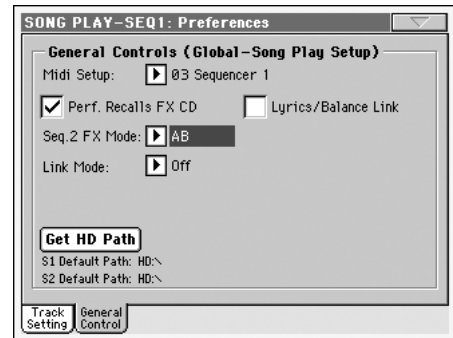 SONG PLAY-SEQ1: Preferences
General Controls (Global-Song Play Setup)
Midi Setup: 03 Sequencer 1
Perf. Recalls FX CD Lyrics/Balance Link
Seq.2 FX Mode: AB
Link Mode: Off
Get HD Path
S1 Default Path: HD:\
S2 Default Path: HD:\
Track Setting General Control